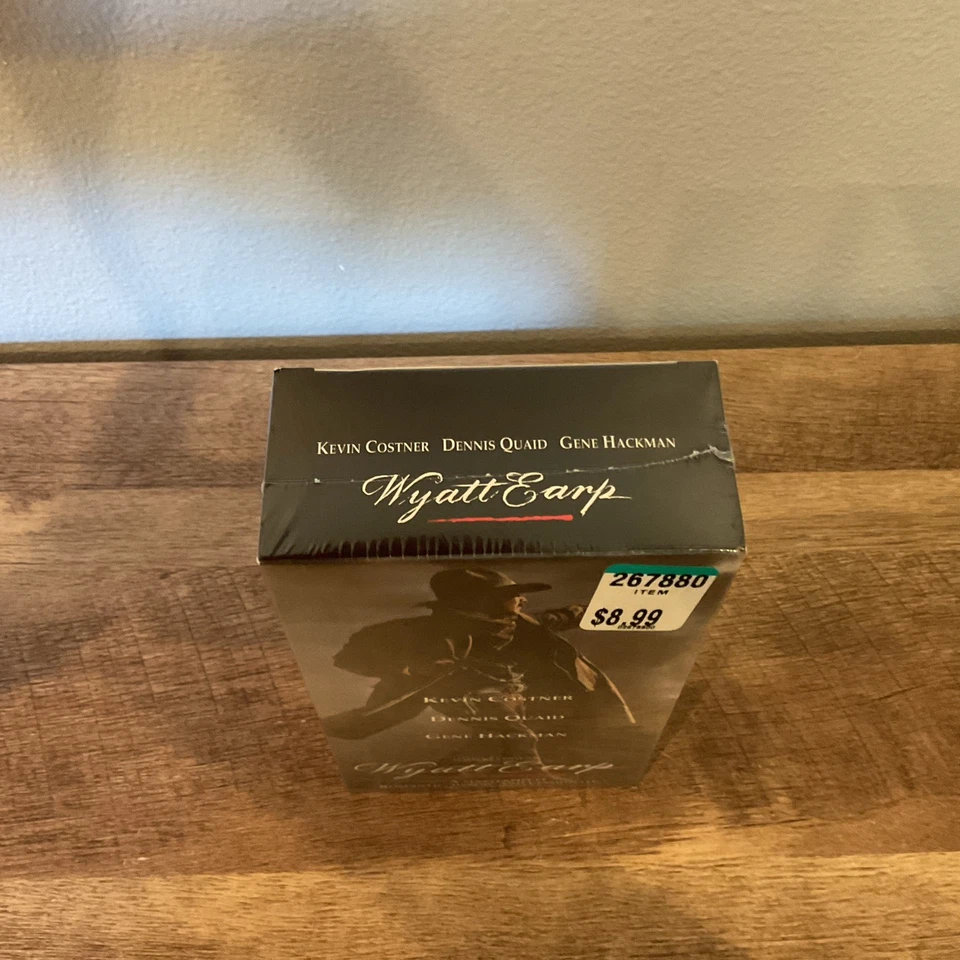 KEVIN COSTNER DENNIS QUAID GENE HACKMAN
Wyatt Earp
267880
ITEM
$8.99
KEVIN COSTNER
DENNIS QUAID
GENE HACKMAN
Wyatt Earp